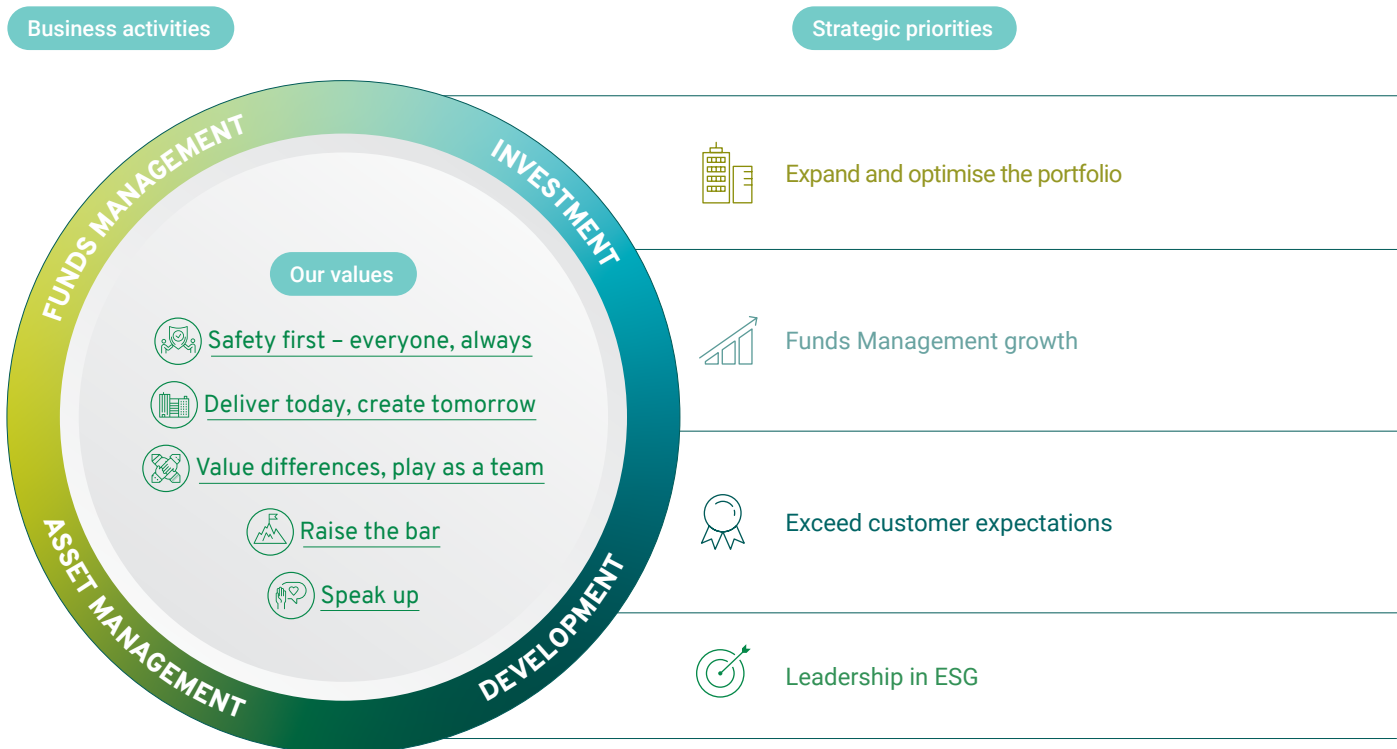 Business activities
Strategic priorities
FUNDS MANAGEMENT
INVESTMENT
ASSET MANAGEMENT
DEVELOPMENT
Our values
Safety first – everyone, always
Deliver today, create tomorrow
Value differences, play as a team
Raise the bar
Speak up
Expand and optimise the portfolio
Funds Management growth
Exceed customer expectations
Leadership in ESG